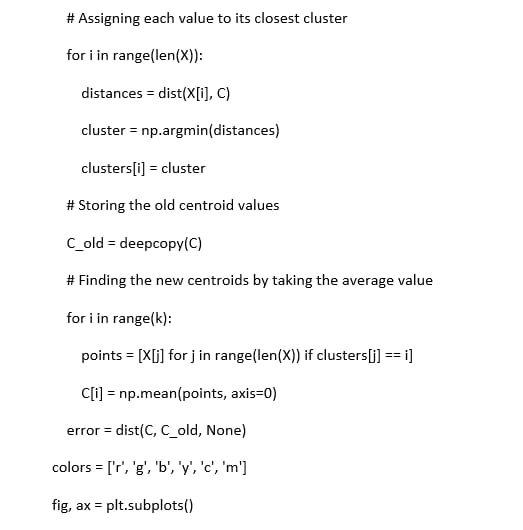 # Assigning each value to its closest cluster
for i in range(len(X)):
distances = dist(X[i], C)
cluster = np.argmin(distances)
clusters[i] = cluster
# Storing the old centroid values
C_old = deepcopy(C)
# Finding the new centroids by taking the average value
for i in range(k):
points = [X[j] for j in range(len(X)) if clusters[j] == i]
C[i] = np.mean(points, axis=0)
error = dist(C, C_old, None)
colors = ['r', 'g', 'b', 'y', 'c', 'm']
fig, ax = plt.subplots()